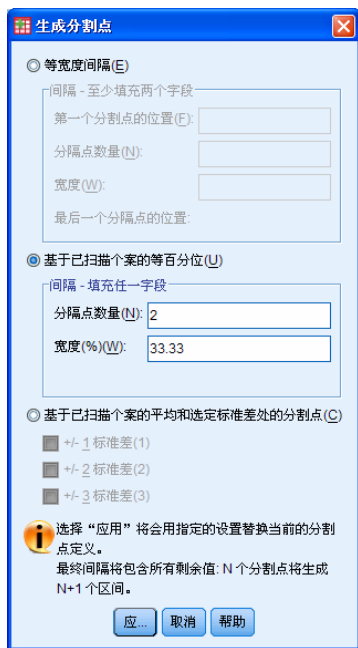 生成分割点
等宽度间隔(E)
间隔 - 至少填充两个字段
第一个分割点的位置(F):
分隔点数量(N):
宽度(W):
最后一个分隔点的位置:
基于已扫描个案的等百分位(U)
间隔 - 填充任一字段
分隔点数量(N): 2
宽度(%)(W): 33.33
基于已扫描个案的平均和选定标准差处的分割点(C)
+/- 1 标准差(1)
+/- 2 标准差(2)
+/- 3 标准差(3)
选择“应用”将会用指定的设置替换当前的分割
点定义。
最终间隔将包含所有剩余值: N 个分割点将生成
N+1 个区间。
应... 取消 帮助